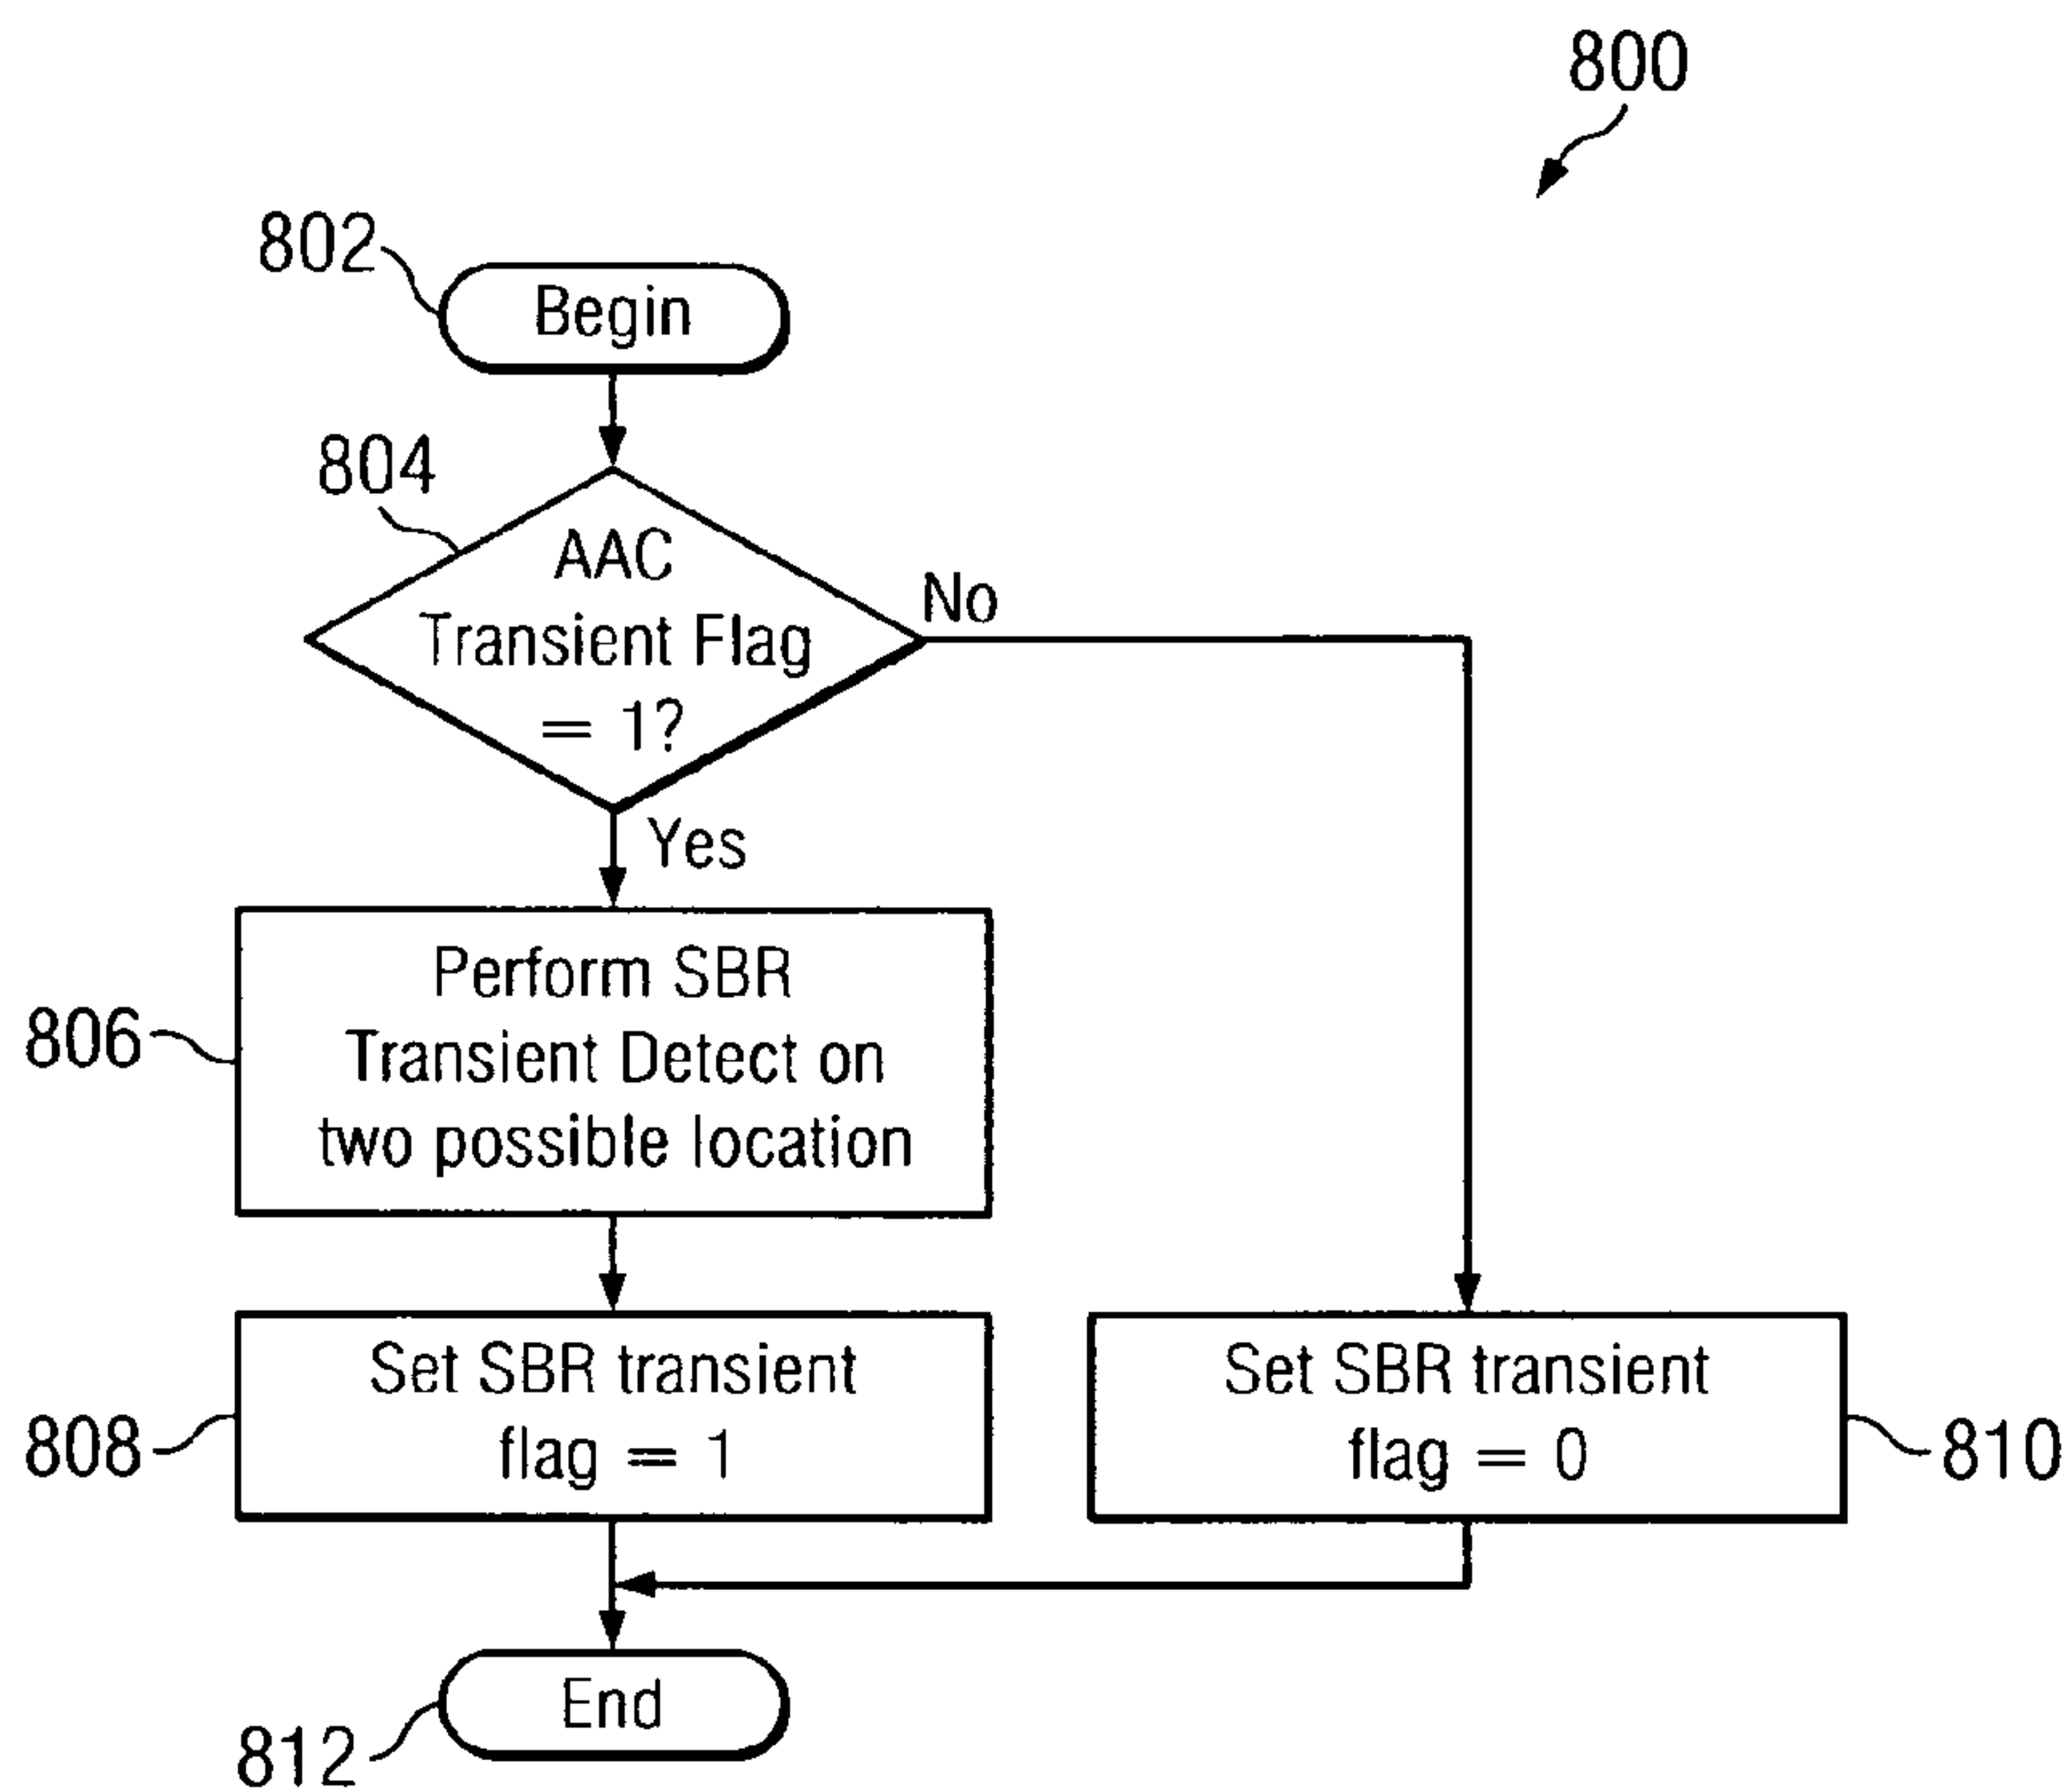 800
802
Begin
804
AAC
Transient Flag
= 1?
No
Yes
806
Perform SBR
Transient Detect on
two possible location
808
Set SBR transient
flag = 1
Set SBR transient
flag = 0
810
End
812